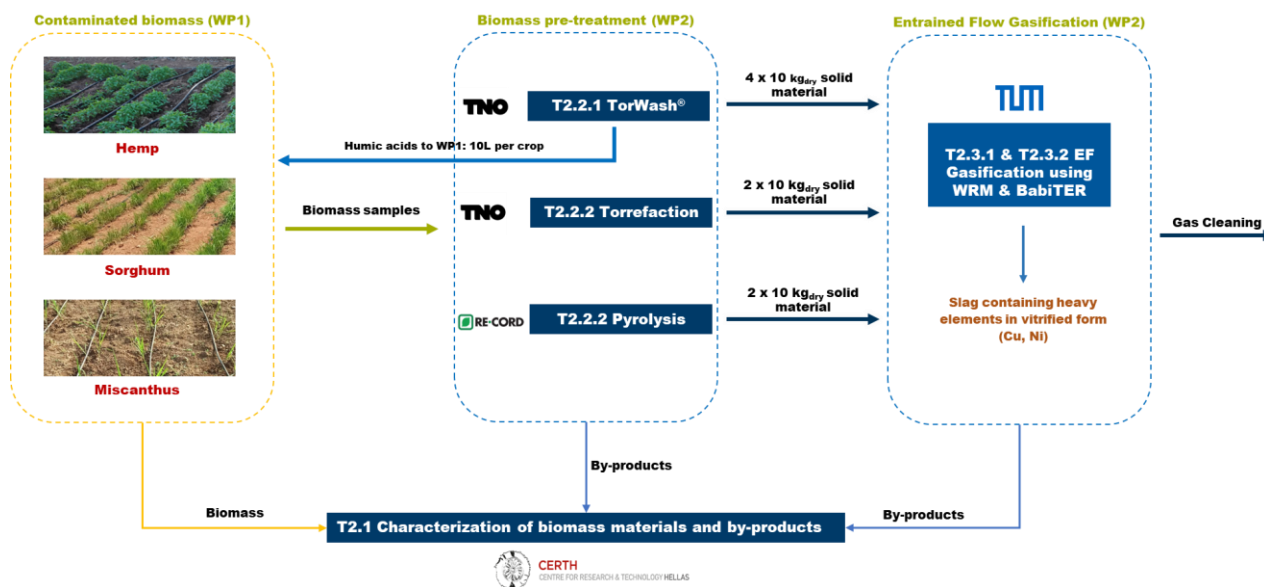 Contaminated biomass (WP1)
Biomass pre-treatment (WP2)
Entrained Flow Gasification (WP2)
Hemp
Sorghum
Miscanthus
Biomass samples
Humic acids to WP1: 10L per crop
TNO
T2.2.1 TorWash®
TNO
T2.2.2 Torrefaction
RE-CORD
T2.2.2 Pyrolysis
4 x 10 kgdry solid
material
2 x 10 kgdry solid
material
2 x 10 kgdry solid
material
TUM
T2.3.1 & T2.3.2 EF
Gasification using
WRM & BabiTER
Slag containing heavy
elements in vitrified form
(Cu, Ni)
Gas Cleaning
Biomass
By-products
By-products
T2.1 Characterization of biomass materials and by-products
CERTH
CENTRE FOR RESEARCH & TECHNOLOGY HELLAS